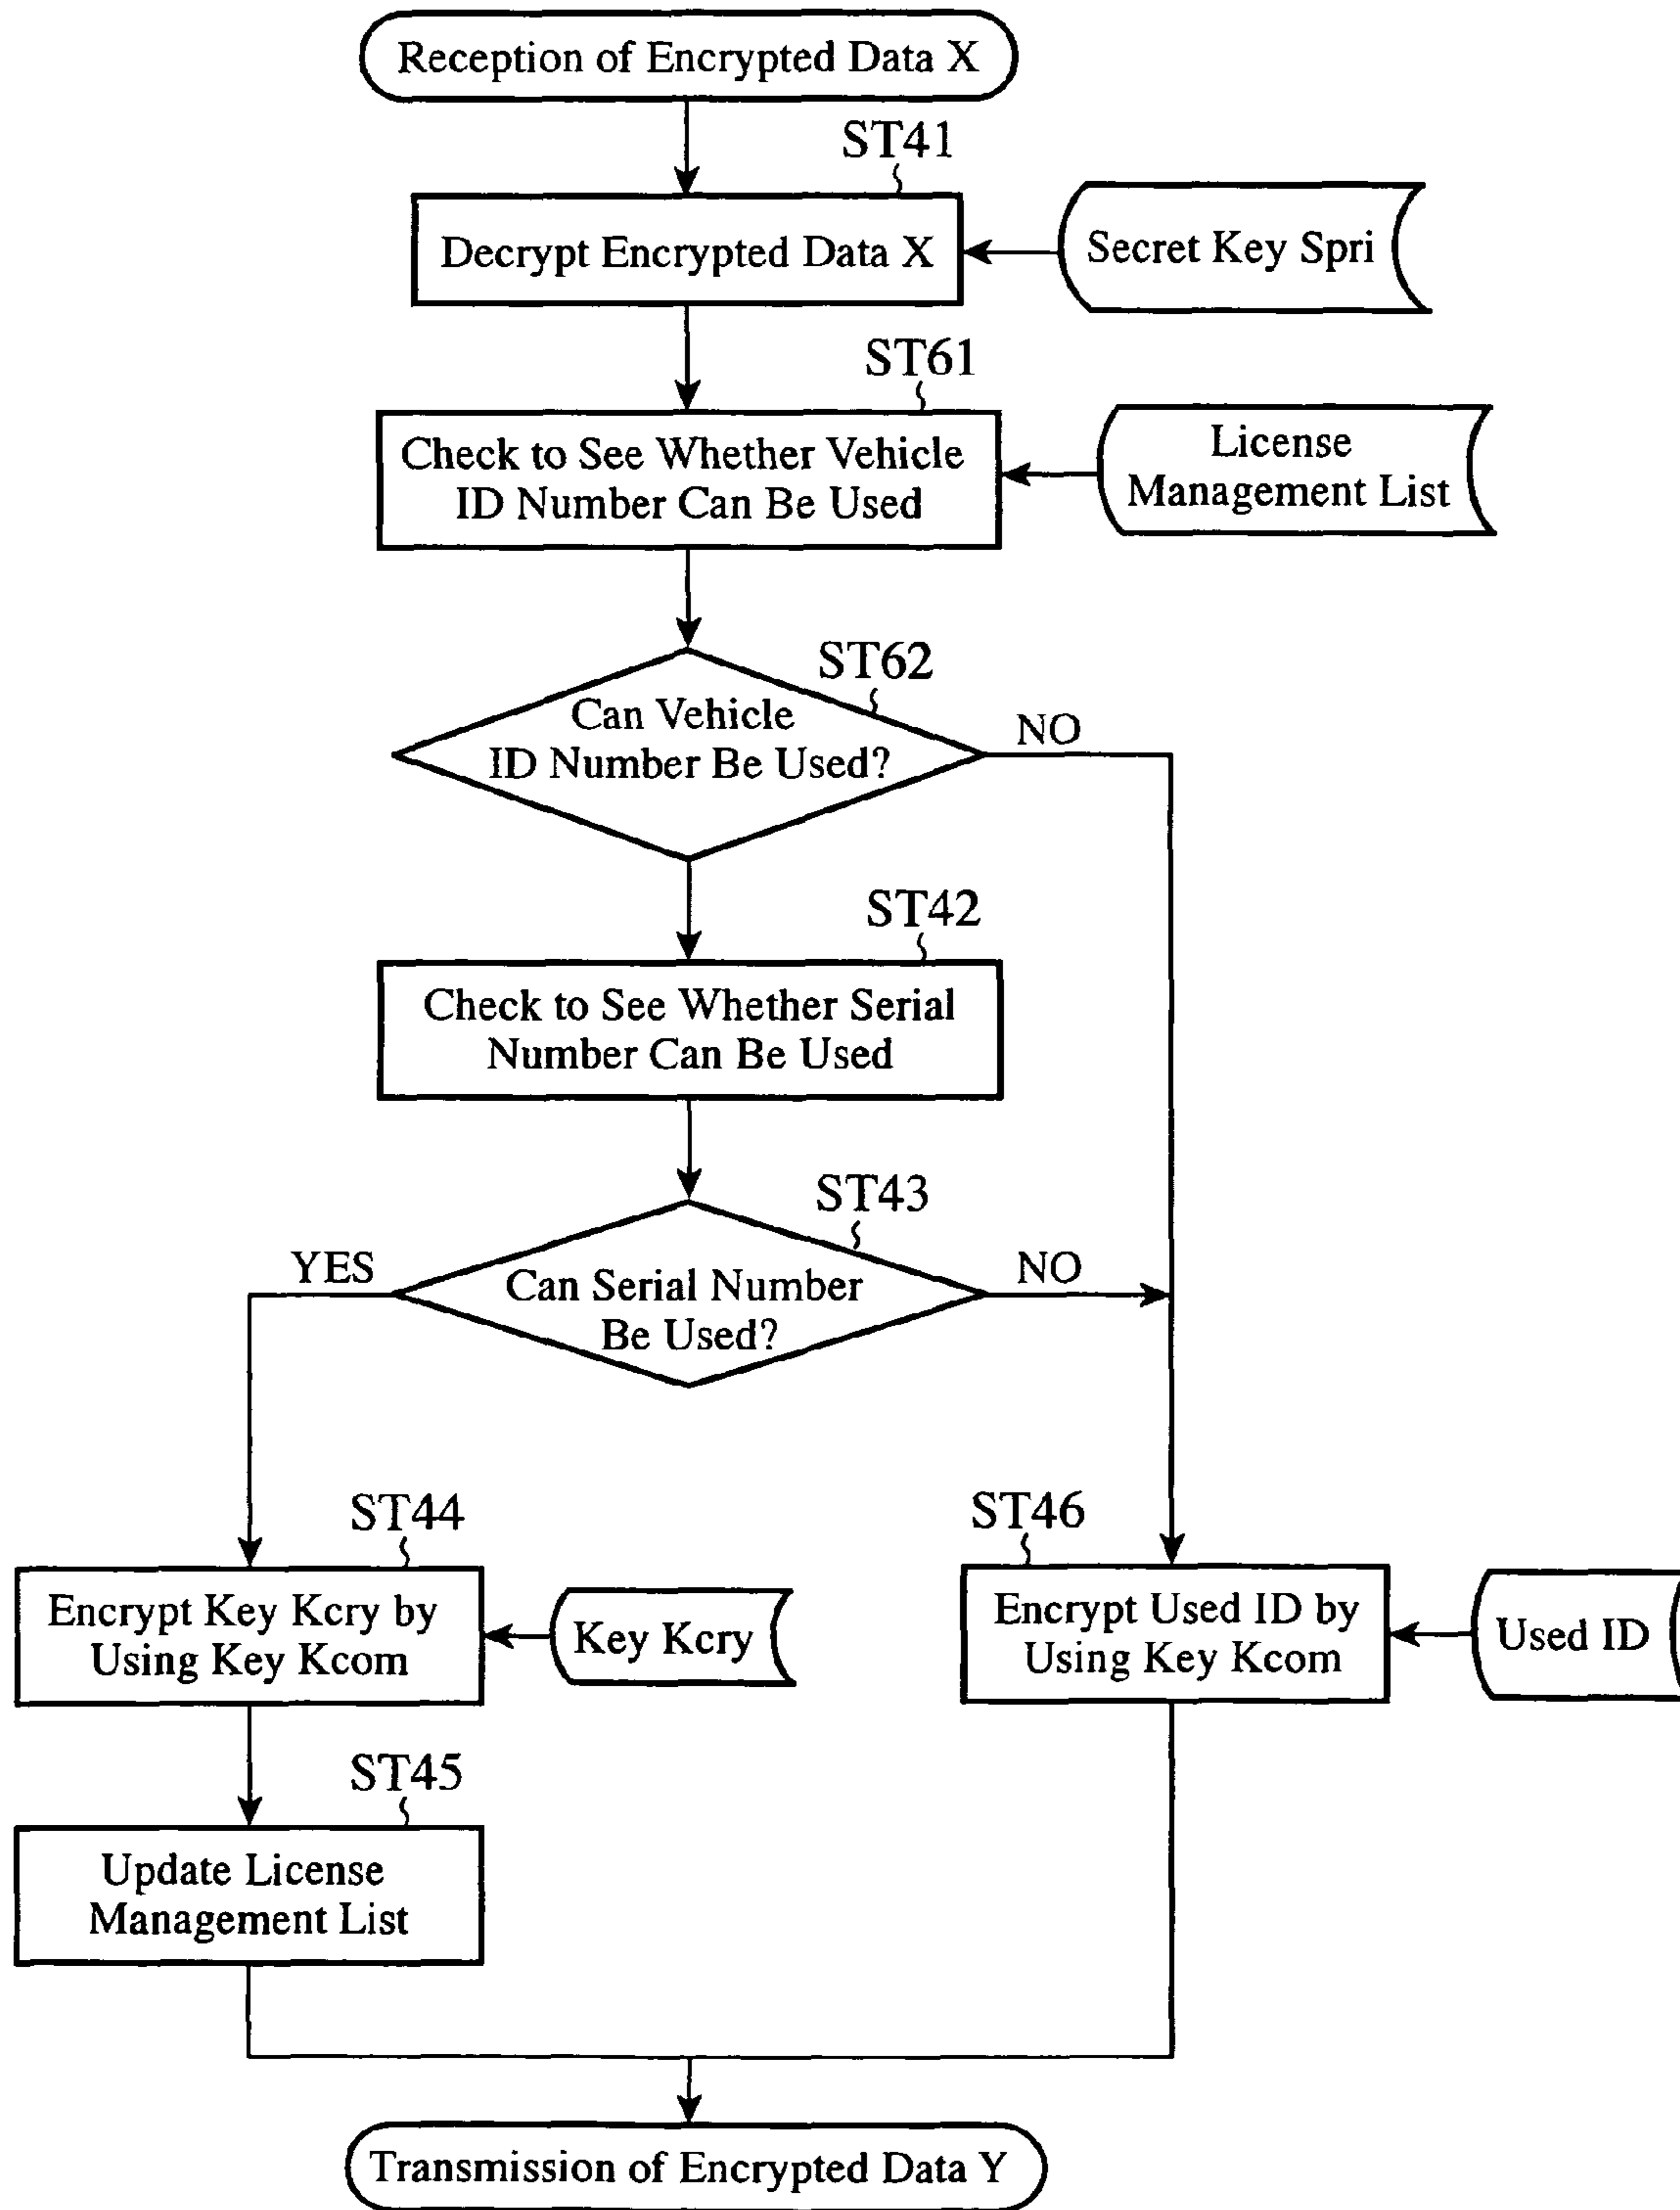 Reception of Encrypted Data X
ST41
Decrypt Encrypted Data X
Secret Key Spri
ST61
Check to See Whether Vehicle
ID Number Can Be Used
License
Management List
ST62
Can Vehicle
ID Number Be Used?
NO
ST42
Check to See Whether Serial
Number Can Be Used
ST43
YES
Can Serial Number
Be Used?
NO
ST44
Encrypt Key Kcry by
Using Key Kcom
Key Kcry
ST46
Encrypt Used ID by
Using Key Kcom
Used ID
ST45
Update License
Management List
Transmission of Encrypted Data Y